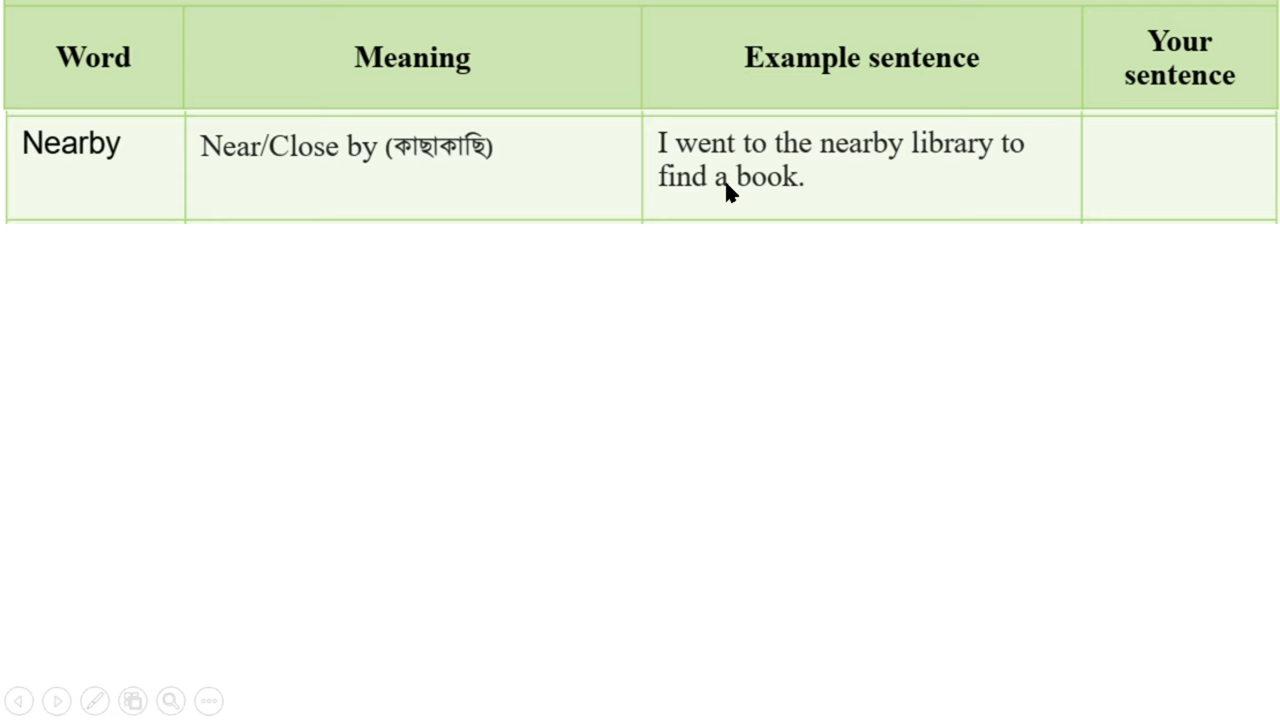 Word Meaning Example sentence Your
sentence
Nearby Near/Close by (কাছাকাছি) I went to the nearby library to
find a book.